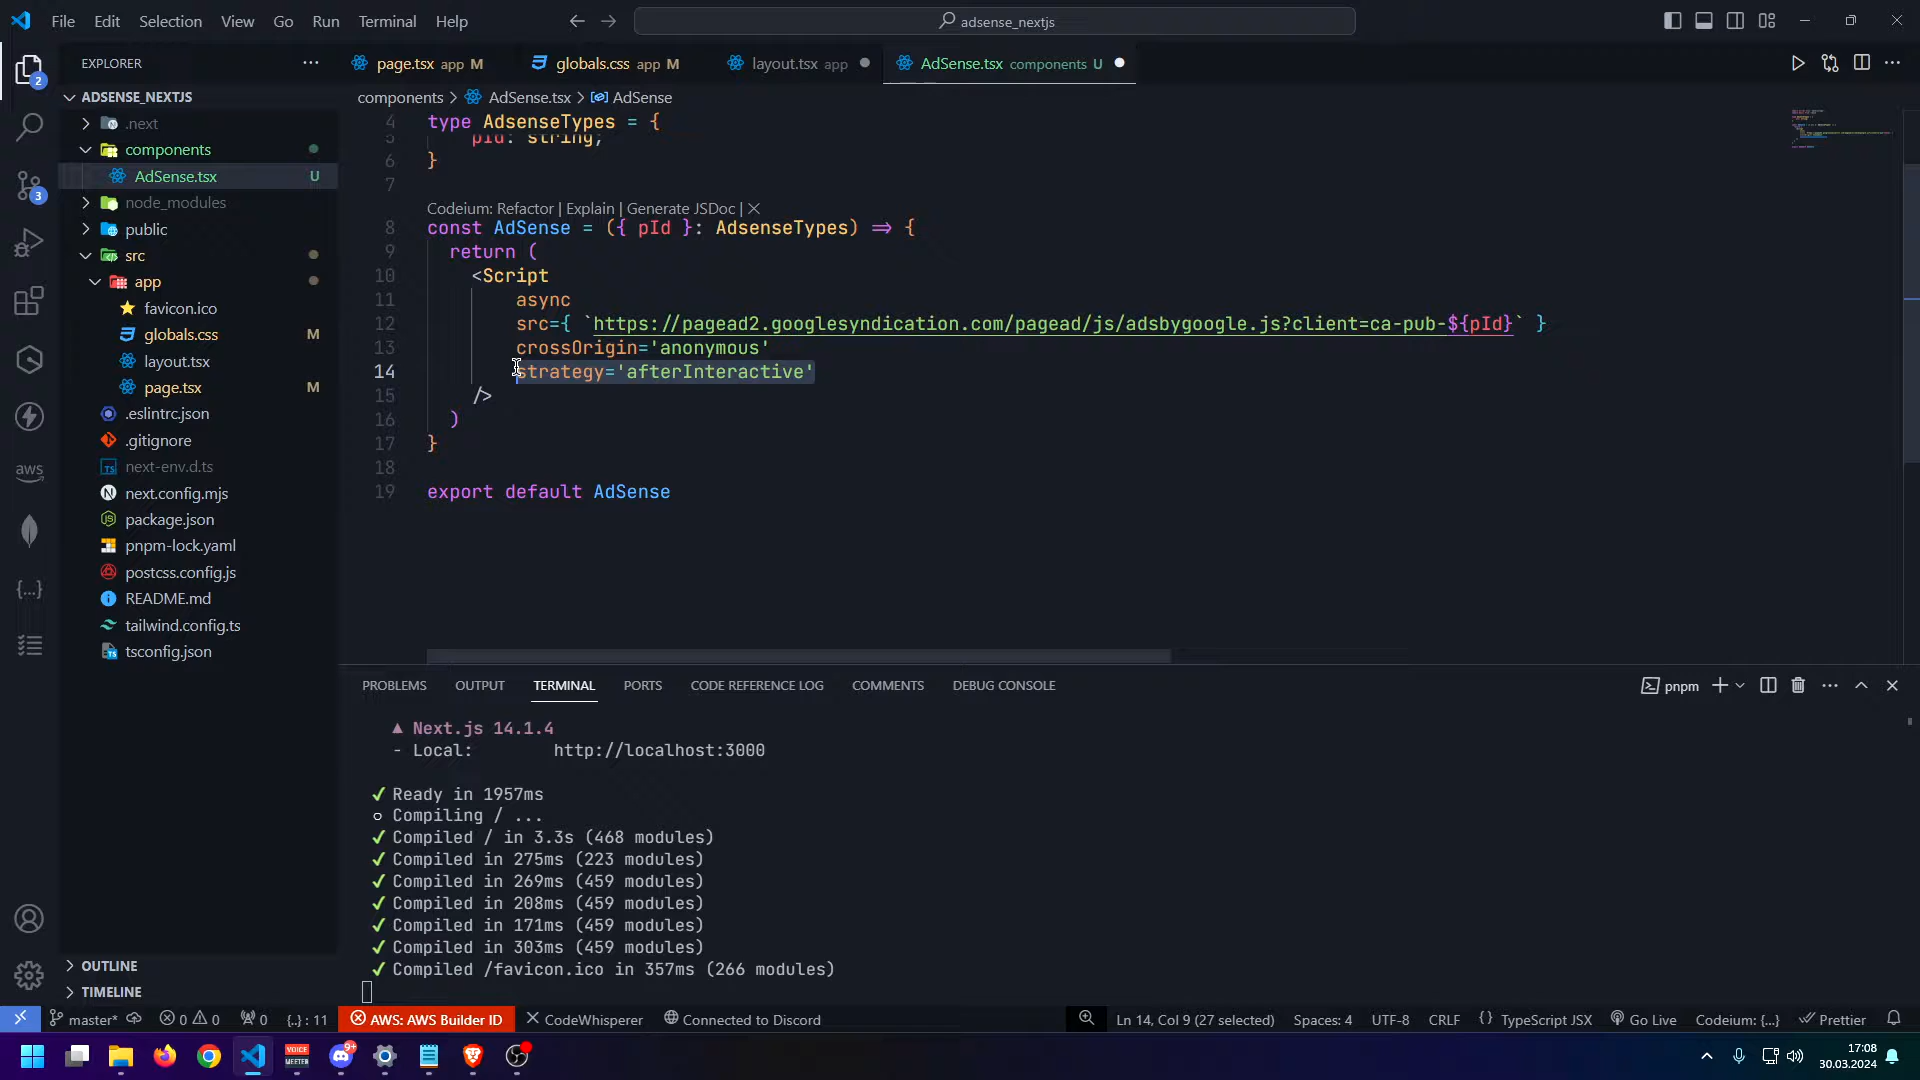 File Edit Selection View Go Run Terminal Help
adsense_nextjs
EXPLORER
page.tsx app M
globals.css app M
layout.tsx app
AdSense.tsx components U
ADSENSE_NEXTJS
components > AdSense.tsx > AdSense
.next
components
AdSense.tsx U
node_modules
public
src
app
favicon.ico
globals.css M
layout.tsx
page.tsx M
.eslintrc.json
.gitignore
next-env.d.ts
next.config.mjs
package.json
pnpm-lock.yaml
postcss.config.js
README.md
tailwind.config.ts
tsconfig.json
OUTLINE
TIMELINE
2
3
aws
4 type AdsenseTypes = {
5 pId: string;
6 }
7
Codeium: Refactor | Explain | Generate JSDoc | X
8 const AdSense = ({ pId }: AdsenseTypes) => {
9 return (
10 <Script
11 async
12 src={ `https://pagead2.googlesyndication.com/pagead/js/adsbygoogle.js?client=ca-pub-${pId}` }
13 crossOrigin='anonymous'
14 strategy='afterInteractive'
15 />
16 )
17 }
18
19 export default AdSense
PROBLEMS OUTPUT TERMINAL PORTS CODE REFERENCE LOG COMMENTS DEBUG CONSOLE
pnpm
▲ Next.js 14.1.4
- Local: http://localhost:3000
✓ Ready in 1957ms
○ Compiling / ...
✓ Compiled / in 3.3s (468 modules)
✓ Compiled in 275ms (223 modules)
✓ Compiled in 269ms (459 modules)
✓ Compiled in 208ms (459 modules)
✓ Compiled in 171ms (459 modules)
✓ Compiled in 303ms (459 modules)
✓ Compiled /favicon.ico in 357ms (266 modules)
master* 0 0 0 {..} : 11 AWS: AWS Builder ID CodeWhisperer Connected to Discord
Ln 14, Col 9 (27 selected) Spaces: 4 UTF-8 CRLF {} TypeScript JSX Go Live Codeium: {...} Prettier
VOICE
MEETER
9+
17:08
30.03.2024